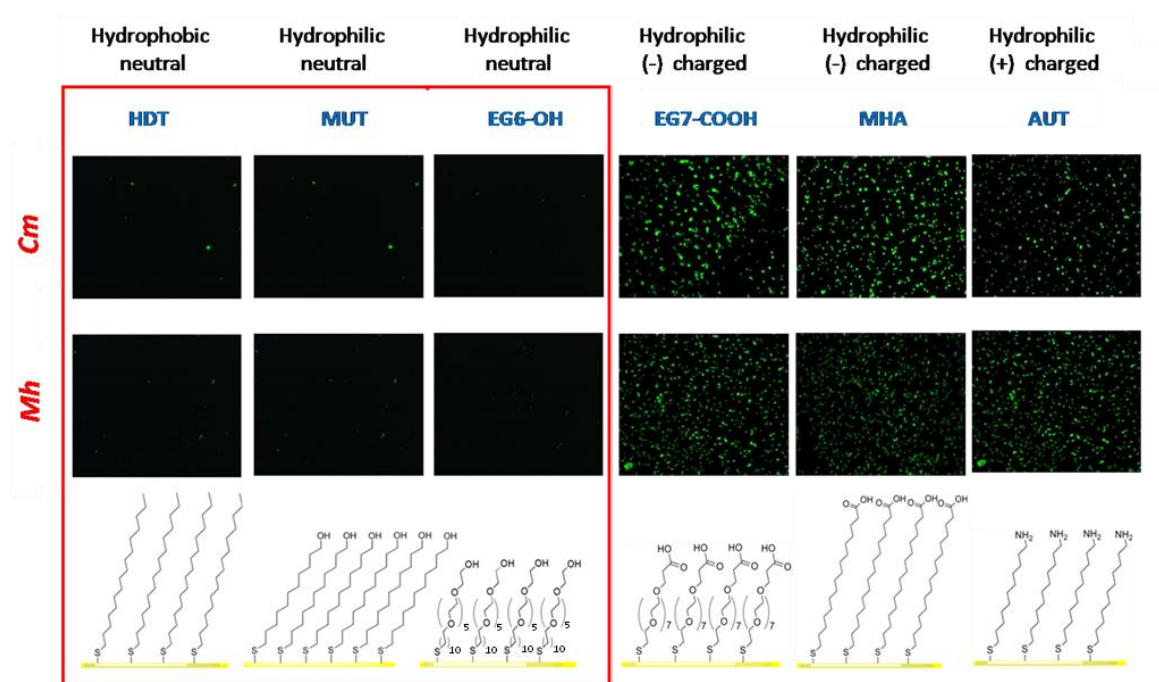 Hydrophobic neutral
Hydrophilic neutral
Hydrophilic neutral
Hydrophilic (-) charged
Hydrophilic (-) charged
Hydrophilic (+) charged
HDT
MUT
EG6-OH
EG7-COOH
MHA
AUT
Cm
Mh
OH OH OH OH OH OH
OH OH OH OH
O O O O
5 5 5 5
O O O O
10 10 10 10
HO HO HO HO
O O O O
O O O O
7 7 7 7
O O O O
OH OH OH OH
O O O O
NH2 NH2 NH2 NH2
S S S S
S S S S S S
S S S S
S S S S
S S S S
S S S S